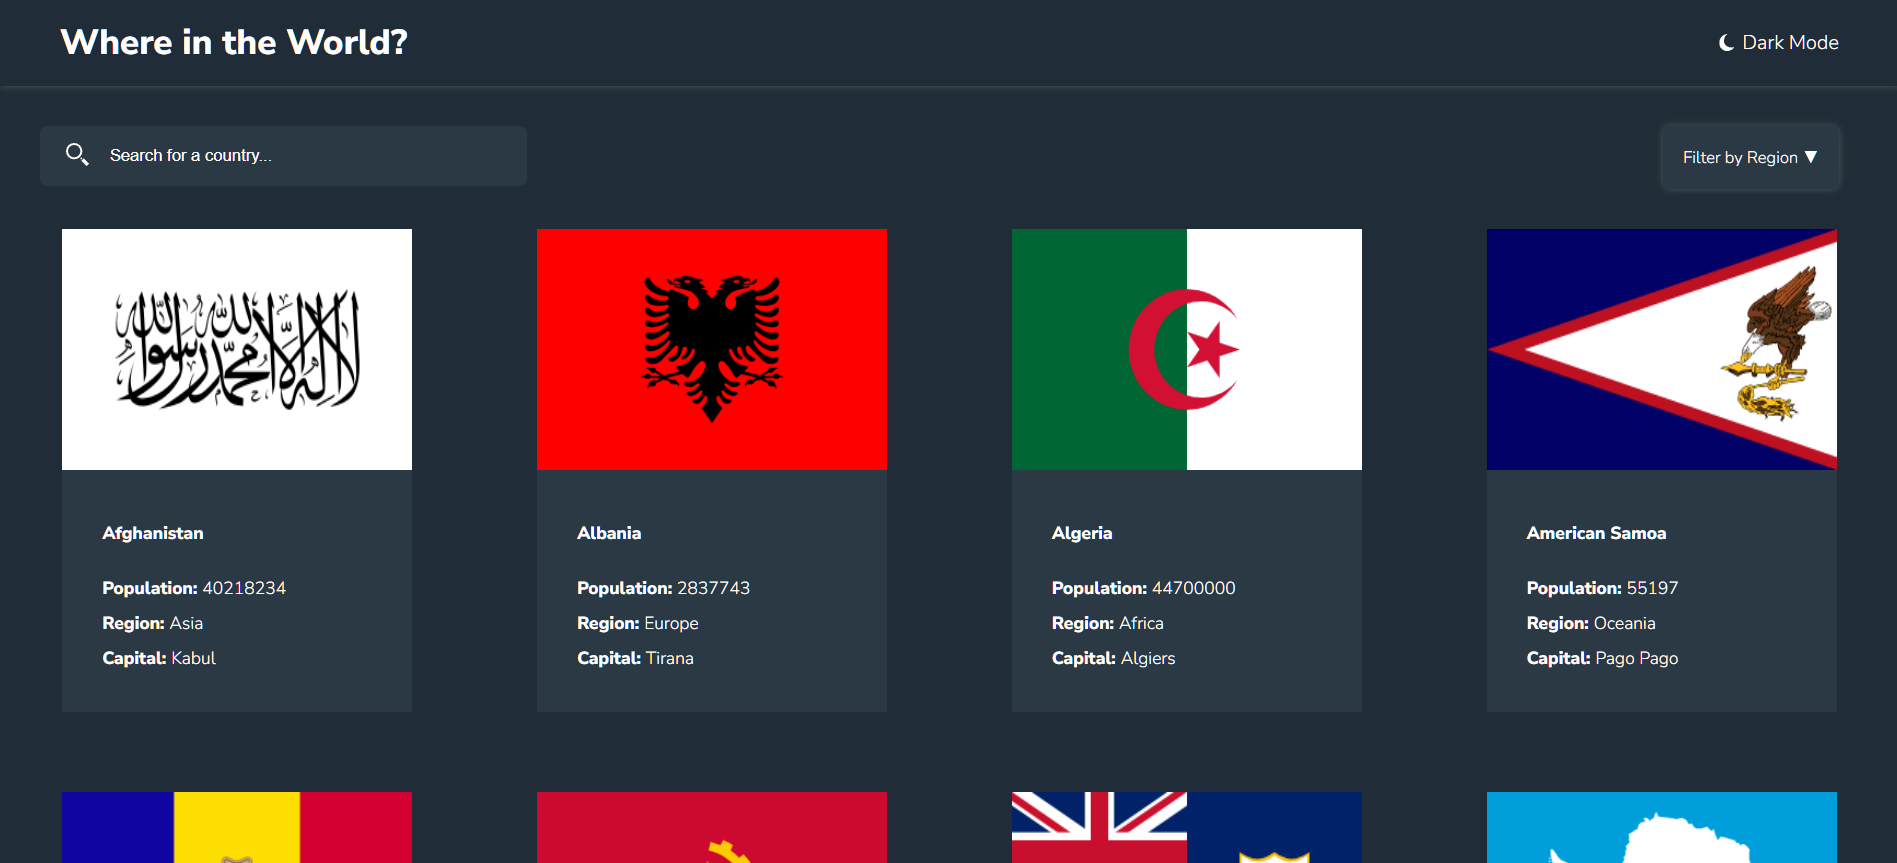 Where in the World?
Dark Mode
Search for a country...
Filter by Region ▼
لا إله إلا الله محمد رسول الله
Afghanistan
Population: 40218234
Region: Asia
Capital: Kabul
Albania
Population: 2837743
Region: Europe
Capital: Tirana
Algeria
Population: 44700000
Region: Africa
Capital: Algiers
American Samoa
Population: 55197
Region: Oceania
Capital: Pago Pago